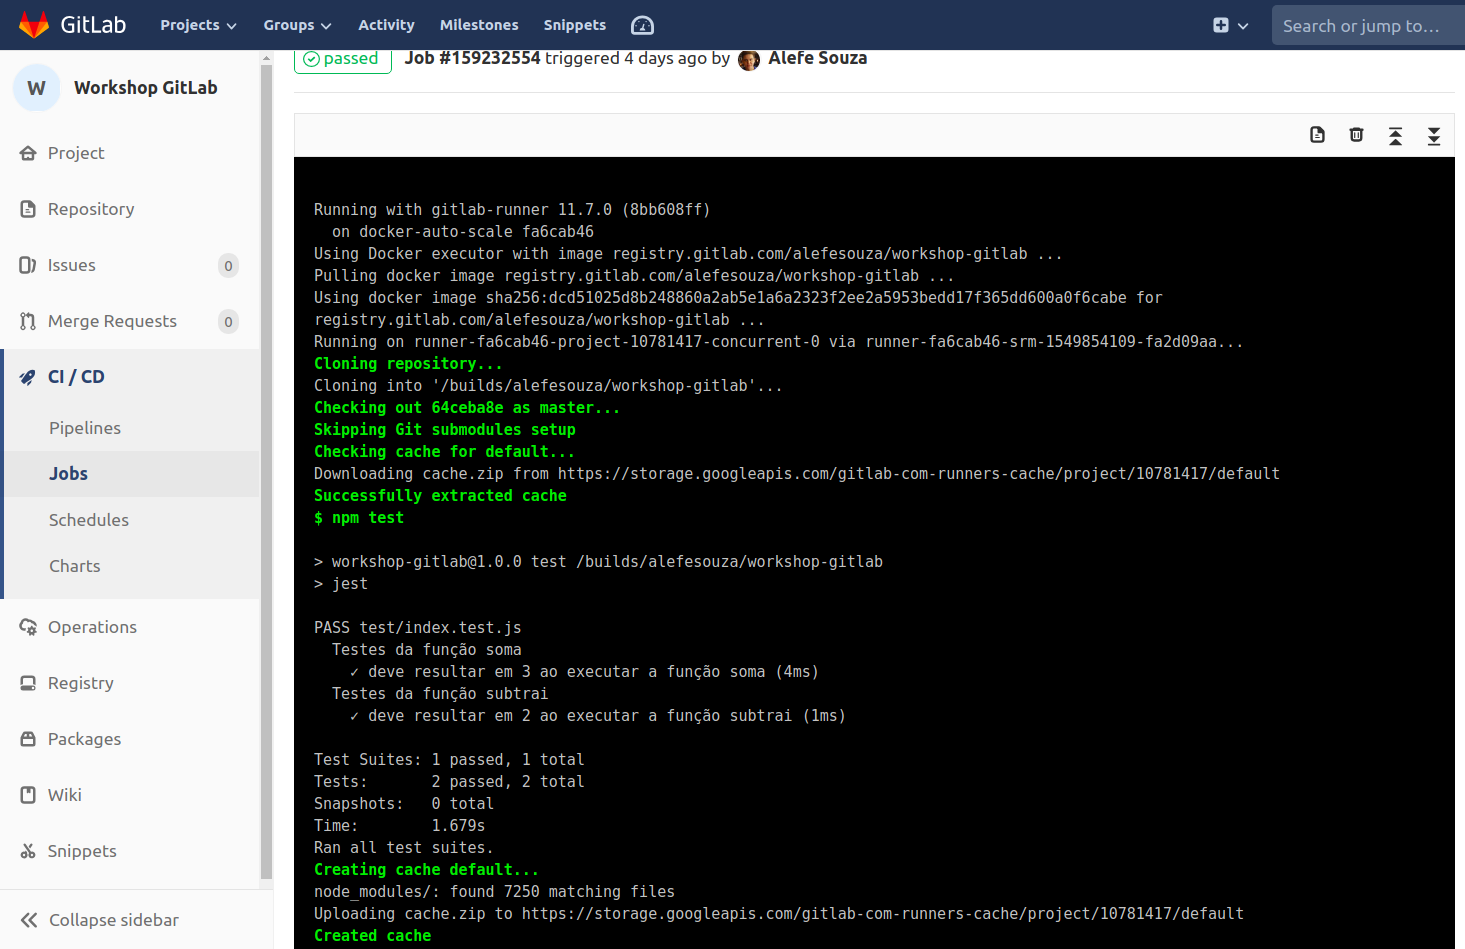 GitLab Projects Groups Activity Milestones Snippets Search or jump to...
passed Job #159232554 triggered 4 days ago by Alefe Souza
W Workshop GitLab
Project
Repository
Issues 0
Merge Requests 0
CI / CD
Pipelines
Jobs
Schedules
Charts
Operations
Registry
Packages
Wiki
Snippets
Collapse sidebar
Running with gitlab-runner 11.7.0 (8bb608ff)
on docker-auto-scale fa6cab46
Using Docker executor with image registry.gitlab.com/alefesouza/workshop-gitlab ...
Pulling docker image registry.gitlab.com/alefesouza/workshop-gitlab ...
Using docker image sha256:dcd51025d8b248860a2ab5e1a6a2323f2ee2a5953bedd17f365dd600a0f6cabe for
registry.gitlab.com/alefesouza/workshop-gitlab ...
Running on runner-fa6cab46-project-10781417-concurrent-0 via runner-fa6cab46-srm-1549854109-fa2d09aa...
Cloning repository...
Cloning into '/builds/alefesouza/workshop-gitlab'...
Checking out 64ceba8e as master...
Skipping Git submodules setup
Checking cache for default...
Downloading cache.zip from https://storage.googleapis.com/gitlab-com-runners-cache/project/10781417/default
Successfully extracted cache
$ npm test
> workshop-gitlab@1.0.0 test /builds/alefesouza/workshop-gitlab
> jest
PASS test/index.test.js
Testes da função soma
✓ deve resultar em 3 ao executar a função soma (4ms)
Testes da função subtrai
✓ deve resultar em 2 ao executar a função subtrai (1ms)
Test Suites: 1 passed, 1 total
Tests: 2 passed, 2 total
Snapshots: 0 total
Time: 1.679s
Ran all test suites.
Creating cache default...
node_modules/: found 7250 matching files
Uploading cache.zip to https://storage.googleapis.com/gitlab-com-runners-cache/project/10781417/default
Created cache